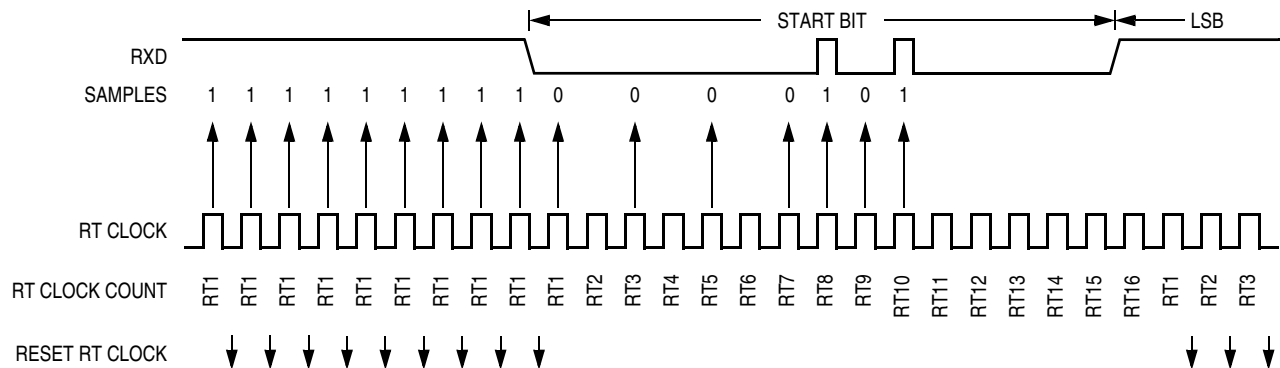 START BIT LSB
RXD
SAMPLES 1 1 1 1 1 1 1 1 1 0 0 0 0 1 0 1
RT CLOCK
RT CLOCK COUNT RT1 RT1 RT1 RT1 RT1 RT1 RT1 RT1 RT1 RT1 RT2 RT3 RT4 RT5 RT6 RT7 RT8 RT9 RT10 RT11 RT12 RT13 RT14 RT15 RT16 RT1 RT2 RT3
RESET RT CLOCK